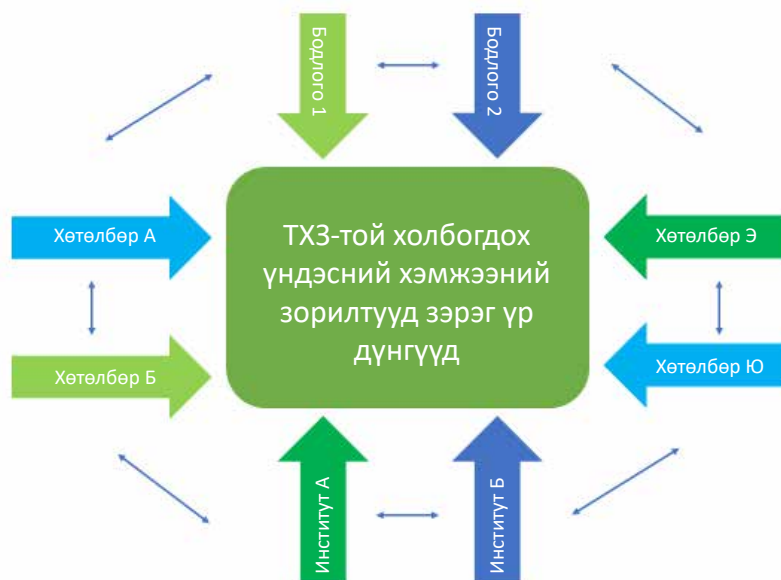 Бодлого 1
Бодлого 2
Хөтөлбөр А
ТХЗ-той холбогдох
үндэсний хэмжээний
зорилтууд зэрэг үр
дүнгүүд
Хөтөлбөр Э
Хөтөлбөр Б
Хөтөлбөр Ю
Институт А
Институт Б